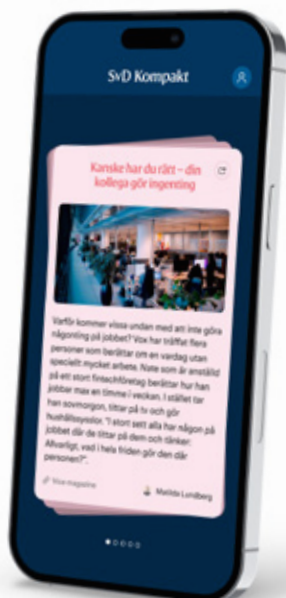 SvD Kompakt
Kanske har du rätt – din
kollega gör ingenting
Varför kommer vissa undan med att inte göra
någonting på jobbet? Vox har träffat flera
personer som berättar om en vardag utan
speciellt mycket arbete. Nate som är anställd
på ett stort fintechföretag berättar hur han
jobbar max en timme i veckan. I stället tar
han sovmorgon, tittar på tv och gör
hushållssysslor. "I stort sett alla har någon på
jobbet där de tittar på dem och tänker:
Allvarligt, vad i hela friden gör den där
personen?".
Vice magazine
Matilda Lundberg